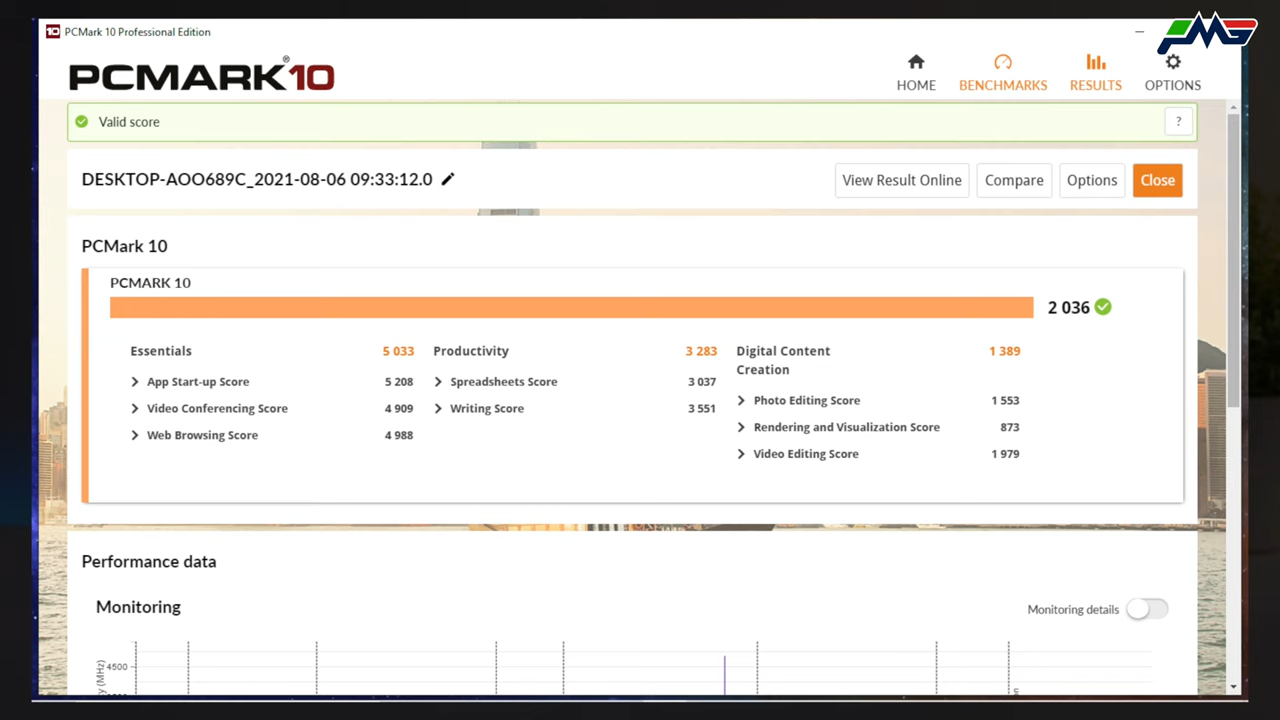 PCMark 10 Professional Edition
PMG
PCMARK®10
HOME
BENCHMARKS
RESULTS
OPTIONS
Valid score
?
DESKTOP-AOO689C_2021-08-06 09:33:12.0
View Result Online
Compare
Options
Close
PCMark 10
PCMARK 10
2 036
Essentials 5 033
App Start-up Score 5 208
Video Conferencing Score 4 909
Web Browsing Score 4 988
Productivity 3 283
Spreadsheets Score 3 037
Writing Score 3 551
Digital Content 1 389
Creation
Photo Editing Score 1 553
Rendering and Visualization Score 873
Video Editing Score 1 979
Performance data
Monitoring
Monitoring details
4500
(MHz)